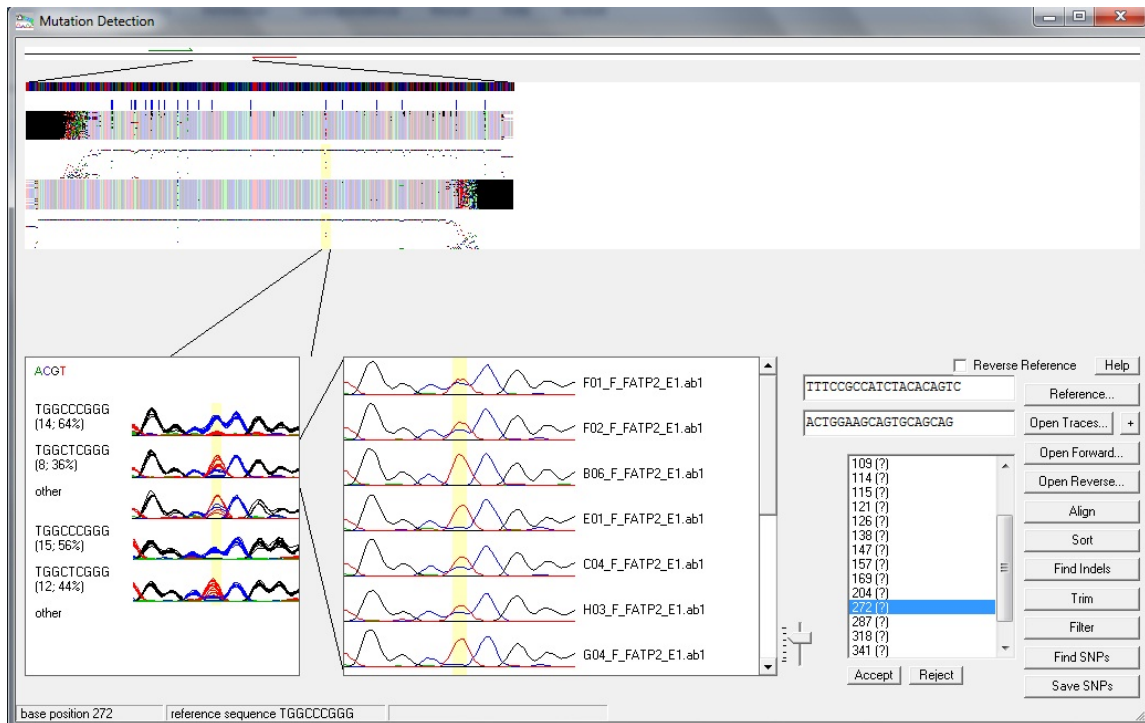 Mutation Detection
ACGT
TGGCCCGGG
(14; 64%)
TGGCTCGGG
(8; 36%)
other
TGGCCCGGG
(15; 56%)
TGGCTCGGG
(12; 44%)
other
F01_F_FATP2_E1.ab1
F02_F_FATP2_E1.ab1
B06_F_FATP2_E1.ab1
E01_F_FATP2_E1.ab1
C04_F_FATP2_E1.ab1
H03_F_FATP2_E1.ab1
G04_F_FATP2_E1.ab1
Reverse Reference
Help
TTTCCGCCATCTACACAGTC
Reference...
ACTGGAAGCAGTGCAGCAG
Open Traces...
+
Open Forward...
Open Reverse...
Align
Sort
Find Indels
Trim
Filter
Find SNPs
Save SNPs
109 (?)
114 (?)
115 (?)
121 (?)
126 (?)
138 (?)
147 (?)
157 (?)
169 (?)
204 (?)
272 (?)
287 (?)
318 (?)
341 (?)
Accept
Reject
base position 272
reference sequence TGGCCCGGG